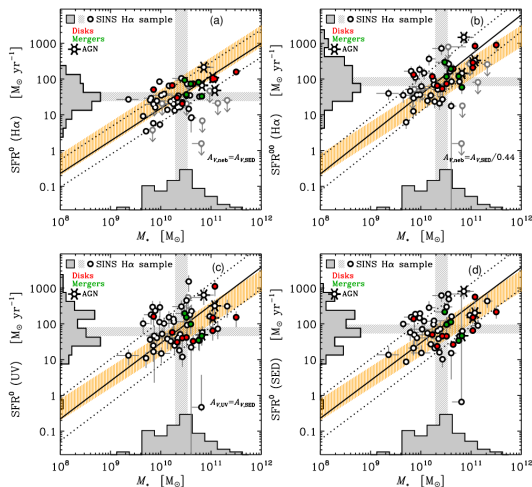 SINS Hα sample (a)
Disks
Mergers
AGN
1000
100
10
1
0.1
SFR⁰ (Hα) [M⊙ yr⁻¹]
A_V,neb=A_V,SED
10⁸ 10⁹ 10¹⁰ 10¹¹ 10¹²
M⋆ [M⊙]
SINS Hα sample (b)
Disks
Mergers
AGN
1000
100
10
1
0.1
SFR⁰⁰ (Hα) [M⊙ yr⁻¹]
A_V,neb=A_V,SED/0.44
10⁸ 10⁹ 10¹⁰ 10¹¹ 10¹²
M⋆ [M⊙]
SINS Hα sample (c)
Disks
Mergers
AGN
1000
100
10
1
0.1
SFR⁰ (UV) [M⊙ yr⁻¹]
A_V,UV=A_V,SED
10⁸ 10⁹ 10¹⁰ 10¹¹ 10¹²
M⋆ [M⊙]
SINS Hα sample (d)
Disks
Mergers
AGN
1000
100
10
1
0.1
SFR⁰ (SED) [M⊙ yr⁻¹]
10⁸ 10⁹ 10¹⁰ 10¹¹ 10¹²
M⋆ [M⊙]